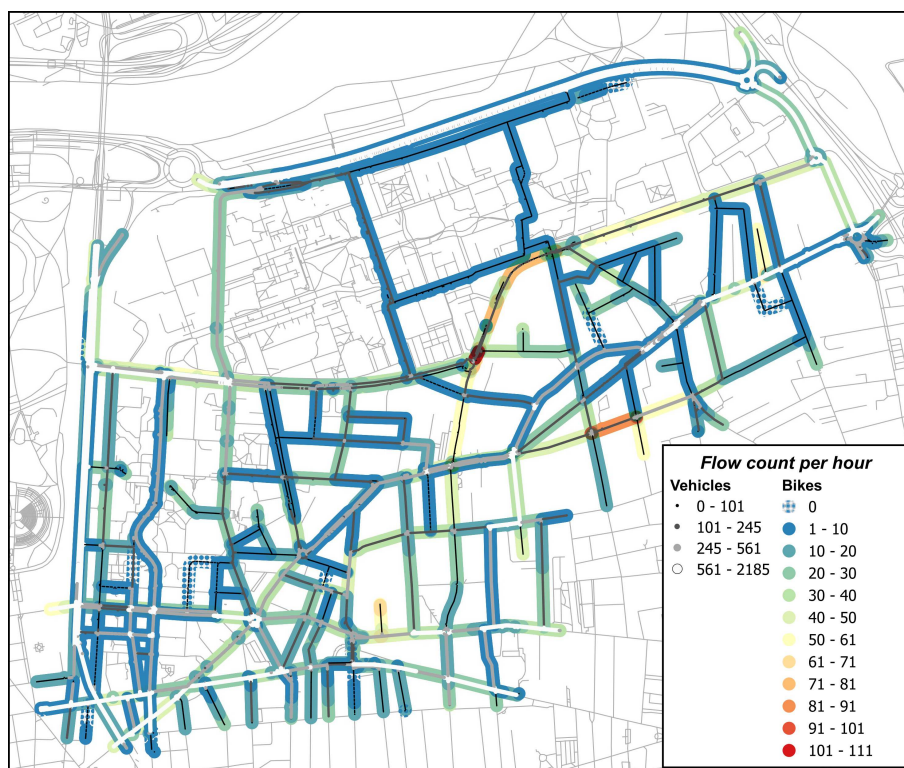 Flow count per hour
Vehicles
0 - 101
101 - 245
245 - 561
561 - 2185
Bikes
0
1 - 10
10 - 20
20 - 30
30 - 40
40 - 50
50 - 61
61 - 71
71 - 81
81 - 91
91 - 101
101 - 111